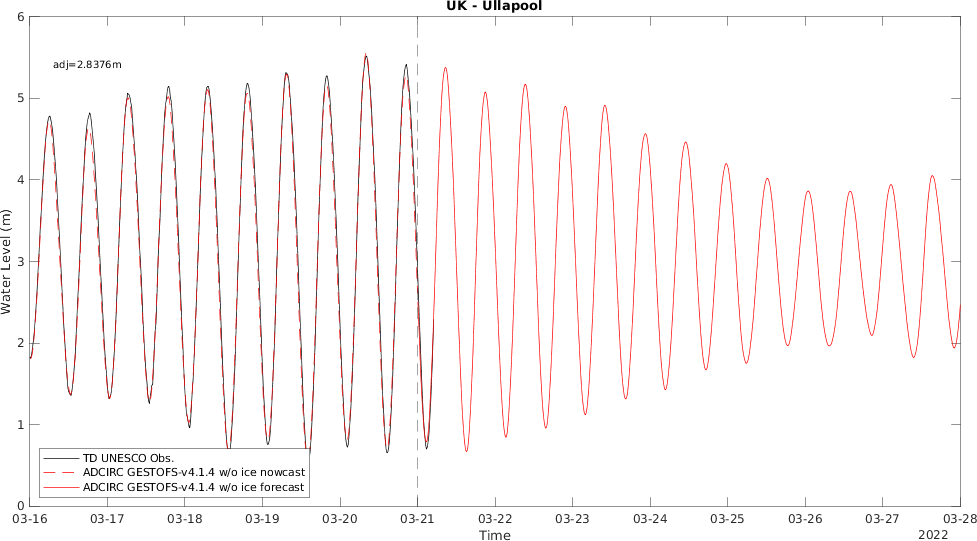 UK - Ullapool
adj=2.8376m
Water Level (m)
6
5
4
3
2
1
0
TD UNESCO Obs.
ADCIRC GESTOFS-v4.1.4 w/o ice nowcast
ADCIRC GESTOFS-v4.1.4 w/o ice forecast
03-16 03-17 03-18 03-19 03-20 03-21 03-22 03-23 03-24 03-25 03-26 03-27 03-28
Time
2022